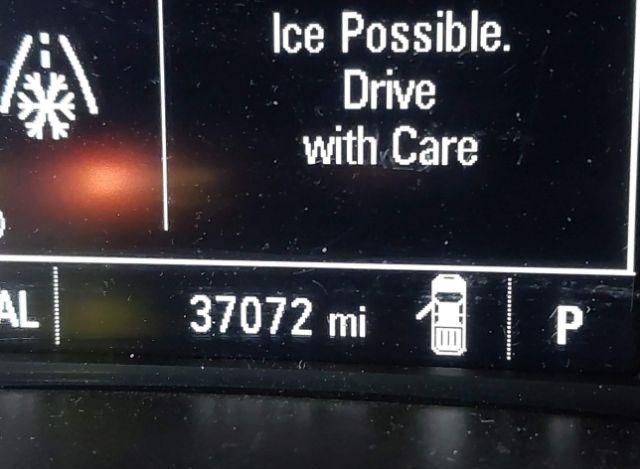 Ice Possible.
Drive
with Care
AL
37072 mi
P